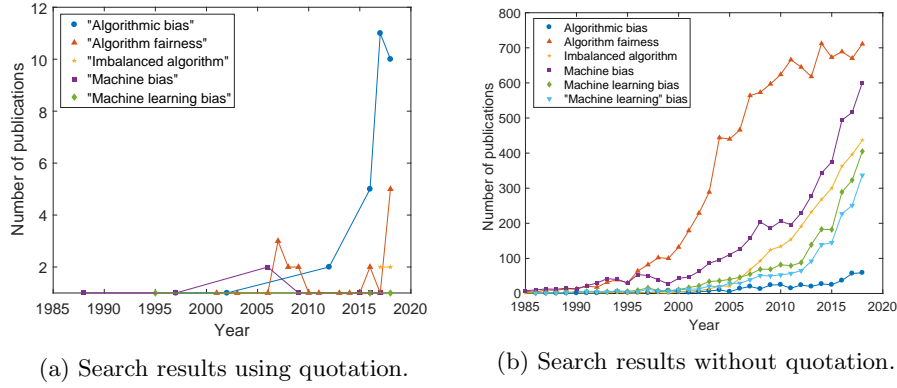 "Algorithmic bias"
"Algorithm fairness"
"Imbalanced algorithm"
"Machine bias"
"Machine learning bias"
12
10
8
6
4
2
Number of publications
1985 1990 1995 2000 2005 2010 2015 2020
Year
(a) Search results using quotation.
Algorithmic bias
Algorithm fairness
Imbalanced algorithm
Machine bias
Machine learning bias
"Machine learning" bias
800
700
600
500
400
300
200
100
0
Number of publications
1985 1990 1995 2000 2005 2010 2015 2020
Year
(b) Search results without quotation.